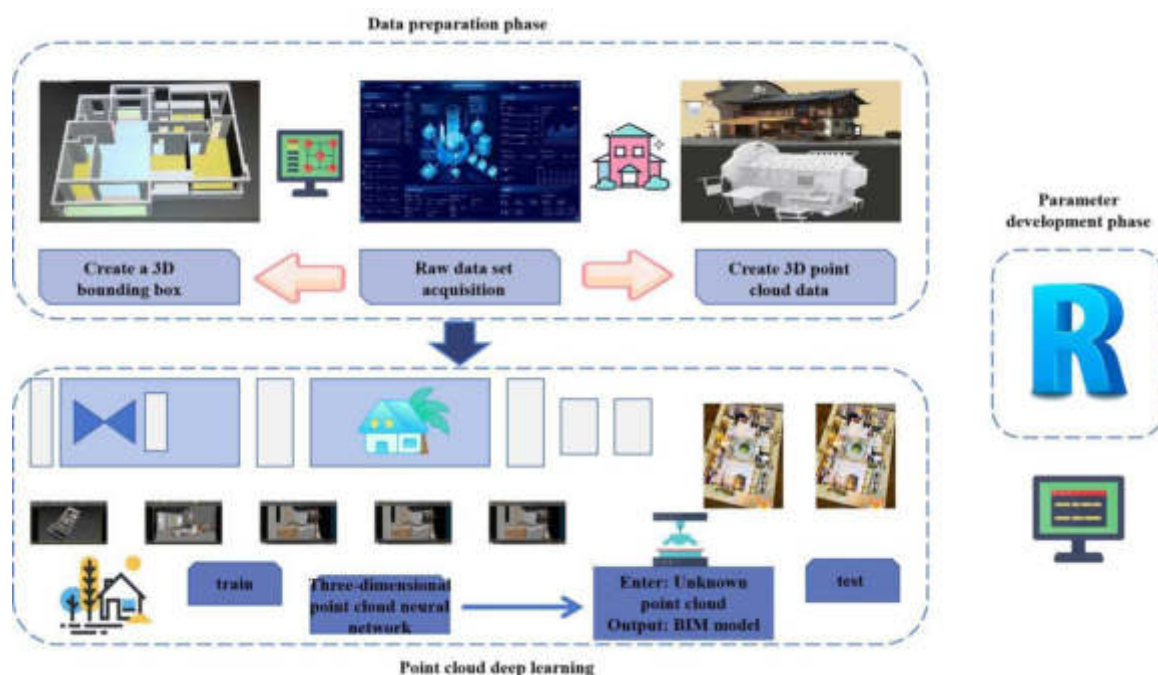 Data preparation phase
Create a 3D
bounding box
Raw data set
acquisition
Create 3D point
cloud data
Parameter
development phase
R
train
Three-dimensional
point cloud neural
network
Enter: Unknown
point cloud
Output: BIM model
test
Point cloud deep learning